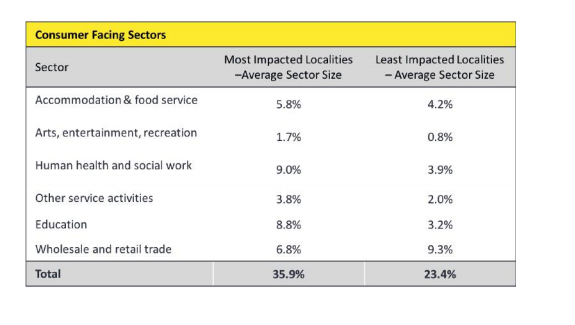 Consumer Facing Sectors
Sector Most Impacted Localities –Average Sector Size Least Impacted Localities – Average Sector Size
Accommodation & food service 5.8% 4.2%
Arts, entertainment, recreation 1.7% 0.8%
Human health and social work 9.0% 3.9%
Other service activities 3.8% 2.0%
Education 8.8% 3.2%
Wholesale and retail trade 6.8% 9.3%
Total 35.9% 23.4%